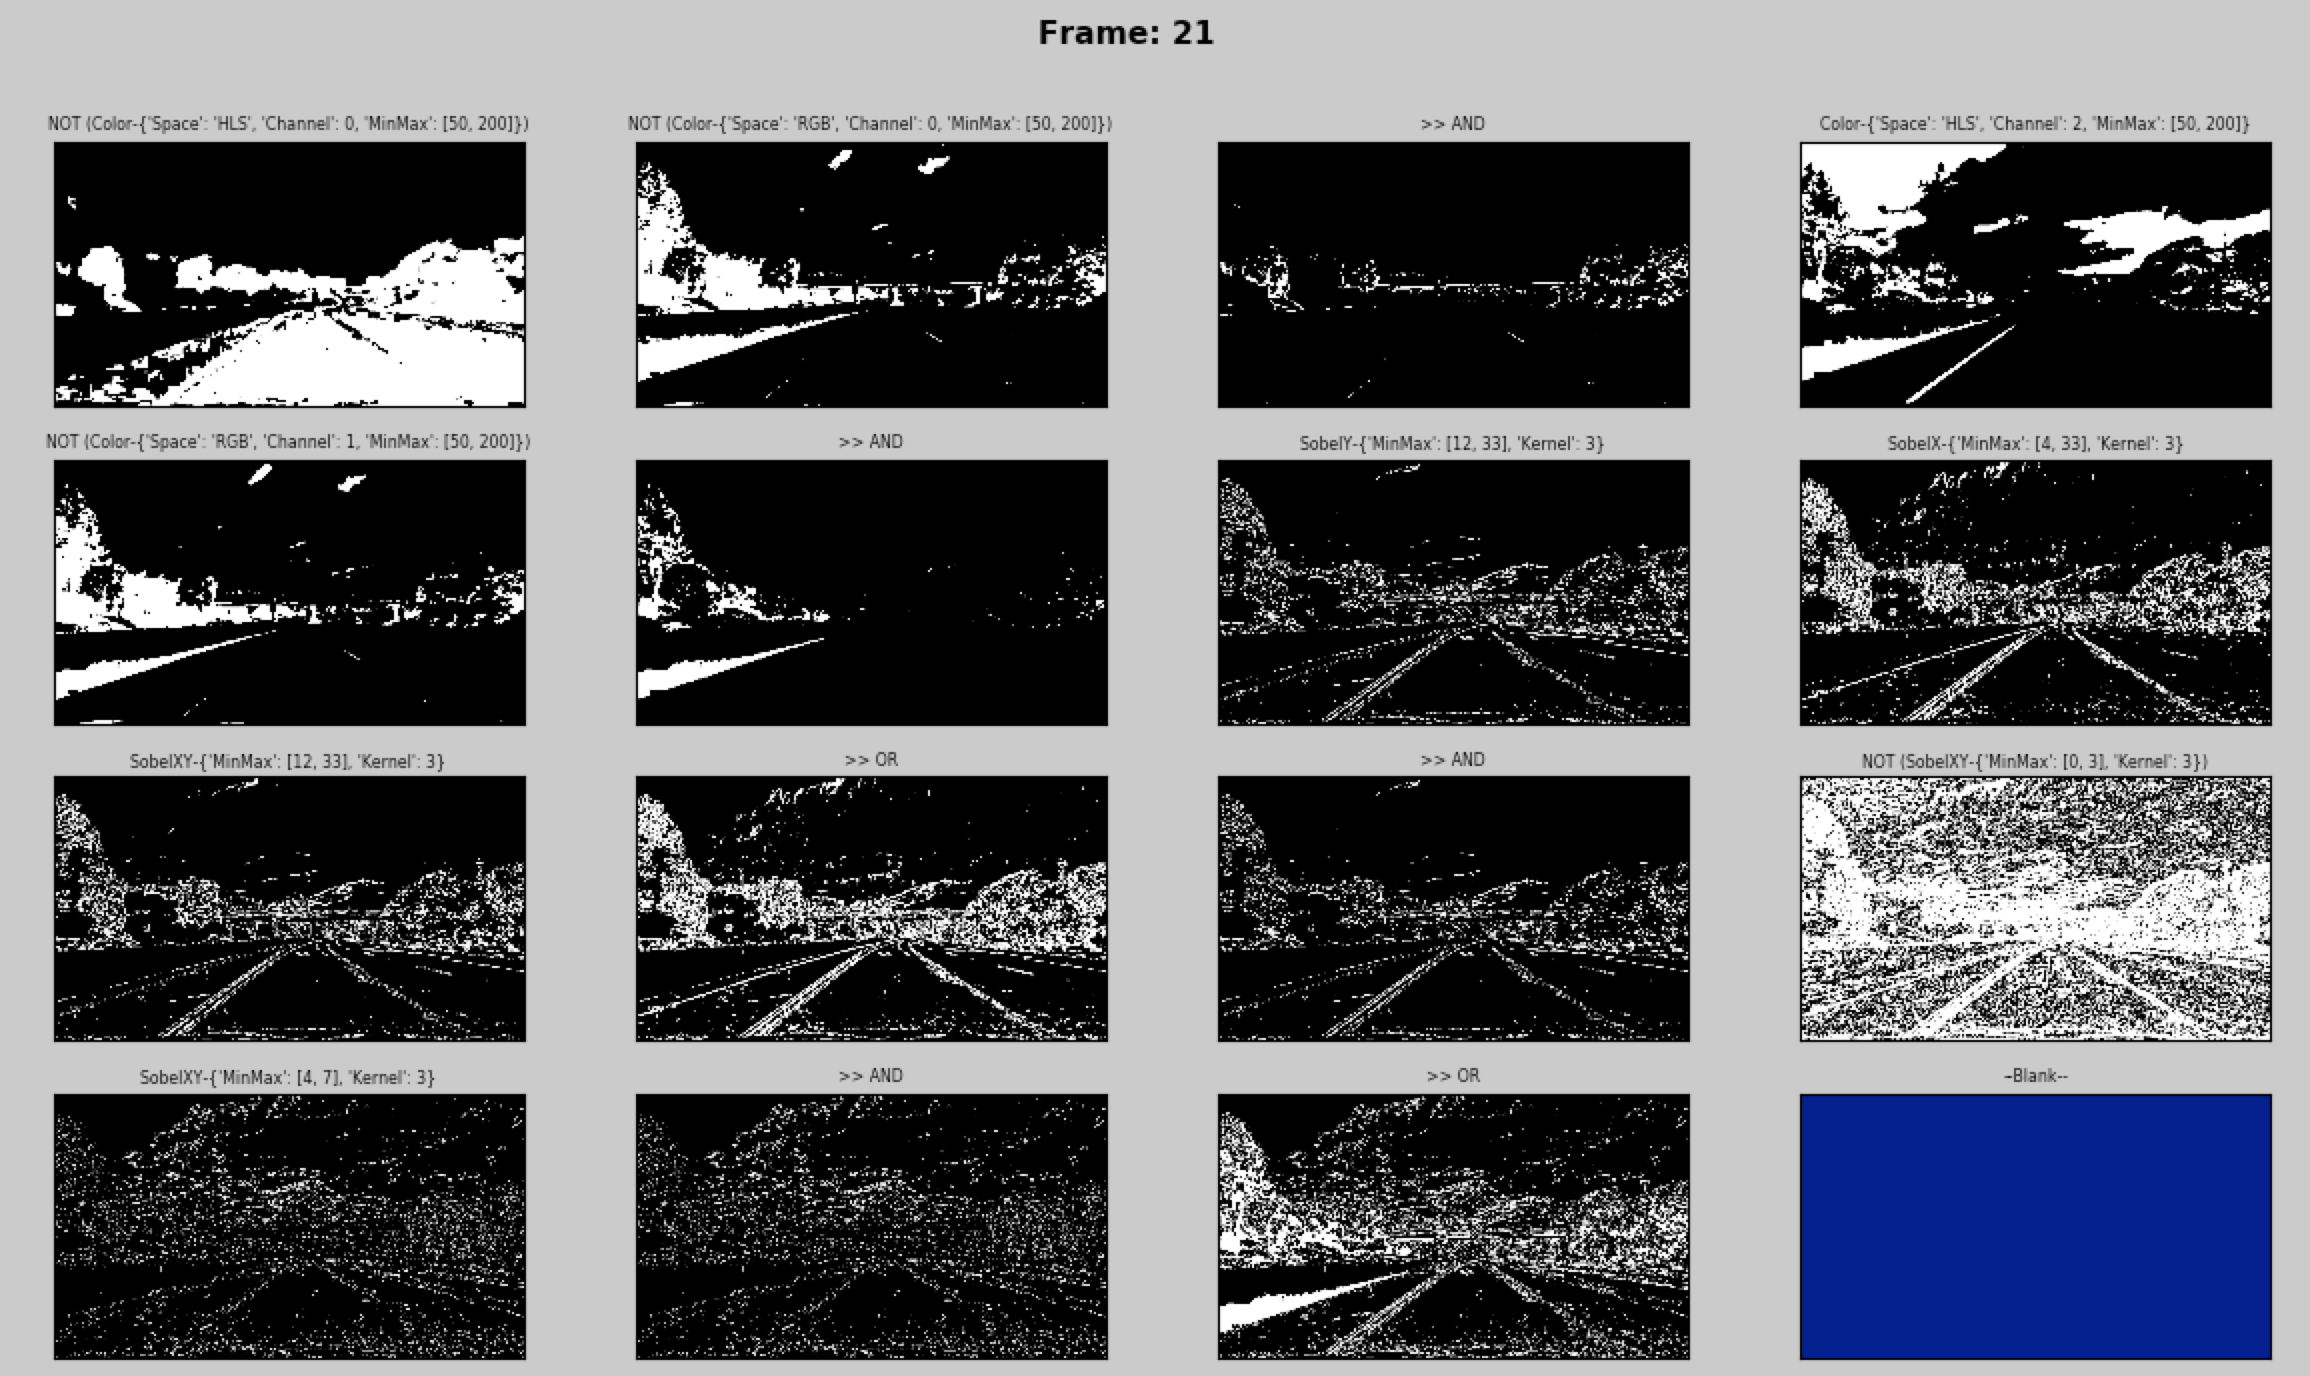 Frame: 21
NOT (Color-{'Space': 'HLS', 'Channel': 0, 'MinMax': [50, 200]})
NOT (Color-{'Space': 'RGB', 'Channel': 0, 'MinMax': [50, 200]})
>> AND
Color-{'Space': 'HLS', 'Channel': 2, 'MinMax': [50, 200]}
NOT (Color-{'Space': 'RGB', 'Channel': 1, 'MinMax': [50, 200]})
>> AND
SobelY-{'MinMax': [12, 33], 'Kernel': 3}
SobelX-{'MinMax': [4, 33], 'Kernel': 3}
SobelXY-{'MinMax': [12, 33], 'Kernel': 3}
>> OR
>> AND
NOT (SobelXY-{'MinMax': [0, 3], 'Kernel': 3})
SobelXY-{'MinMax': [4, 7], 'Kernel': 3}
>> AND
>> OR
--Blank--